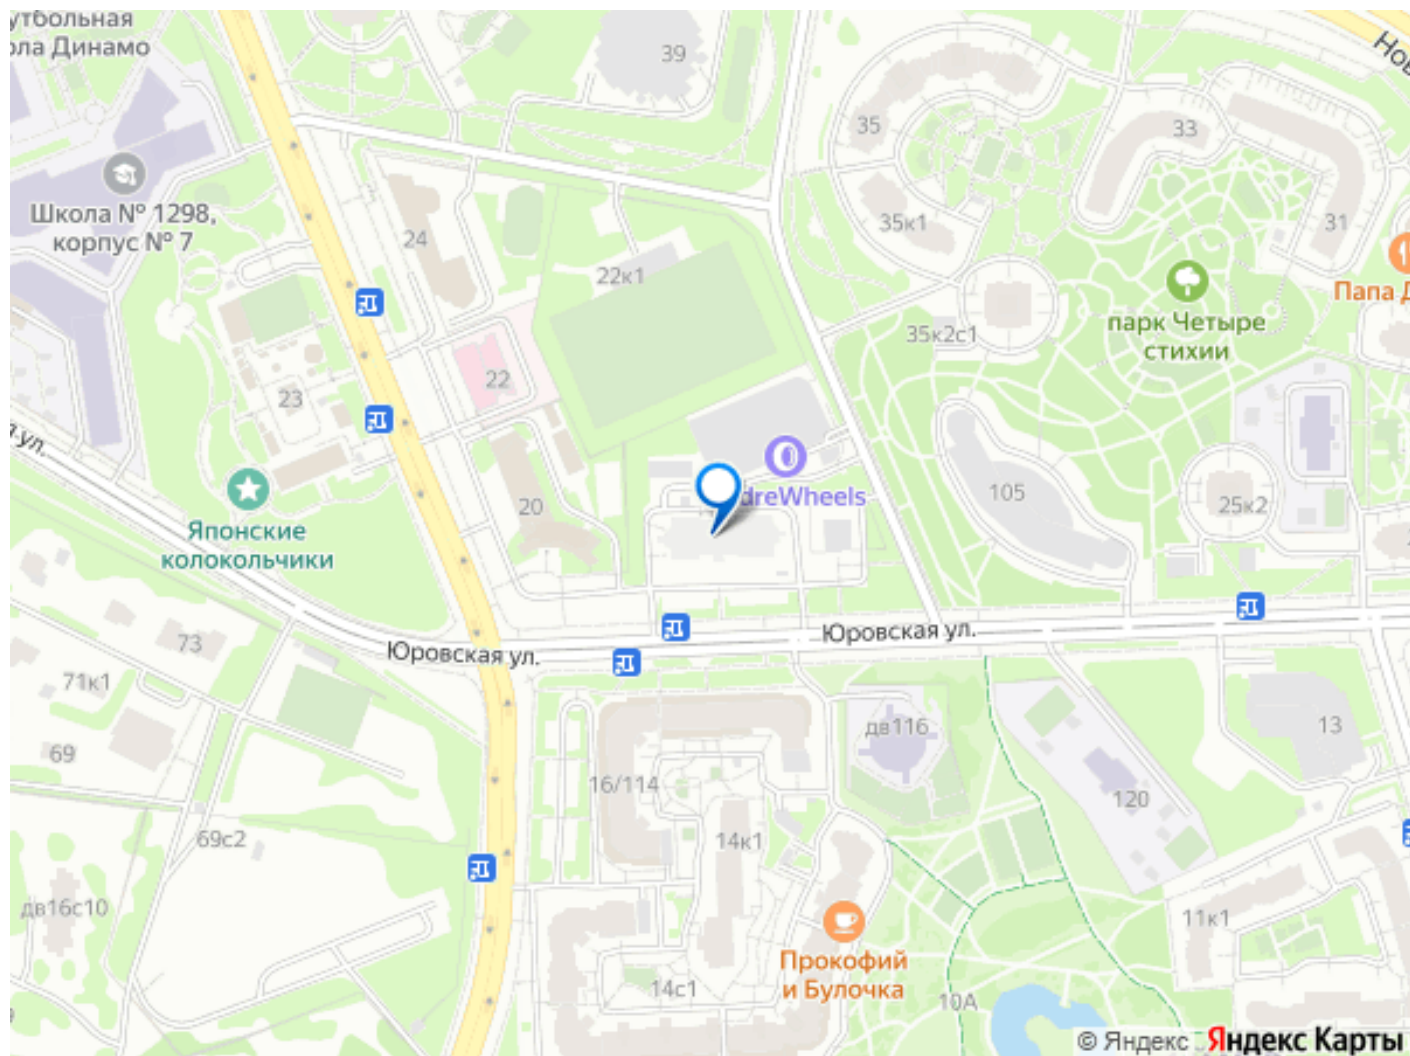 утбольная
ола Динамо
39
35
33
Школа № 1298,
корпус № 7
24
35к1
31
22к1
Папа Д
парк Четыре
стихии
35к2с1
23
22
я ул.
dreWheels
105
25к2
20
Японские
колокольчики
Юровская ул.
Юровская ул.
73
71к1
69
дв116
13
16/114
120
69с2
14к1
дв16с10
11к1
Прокофий
и Булочка
14с1
10А
© Яндекс Яндекс Карты